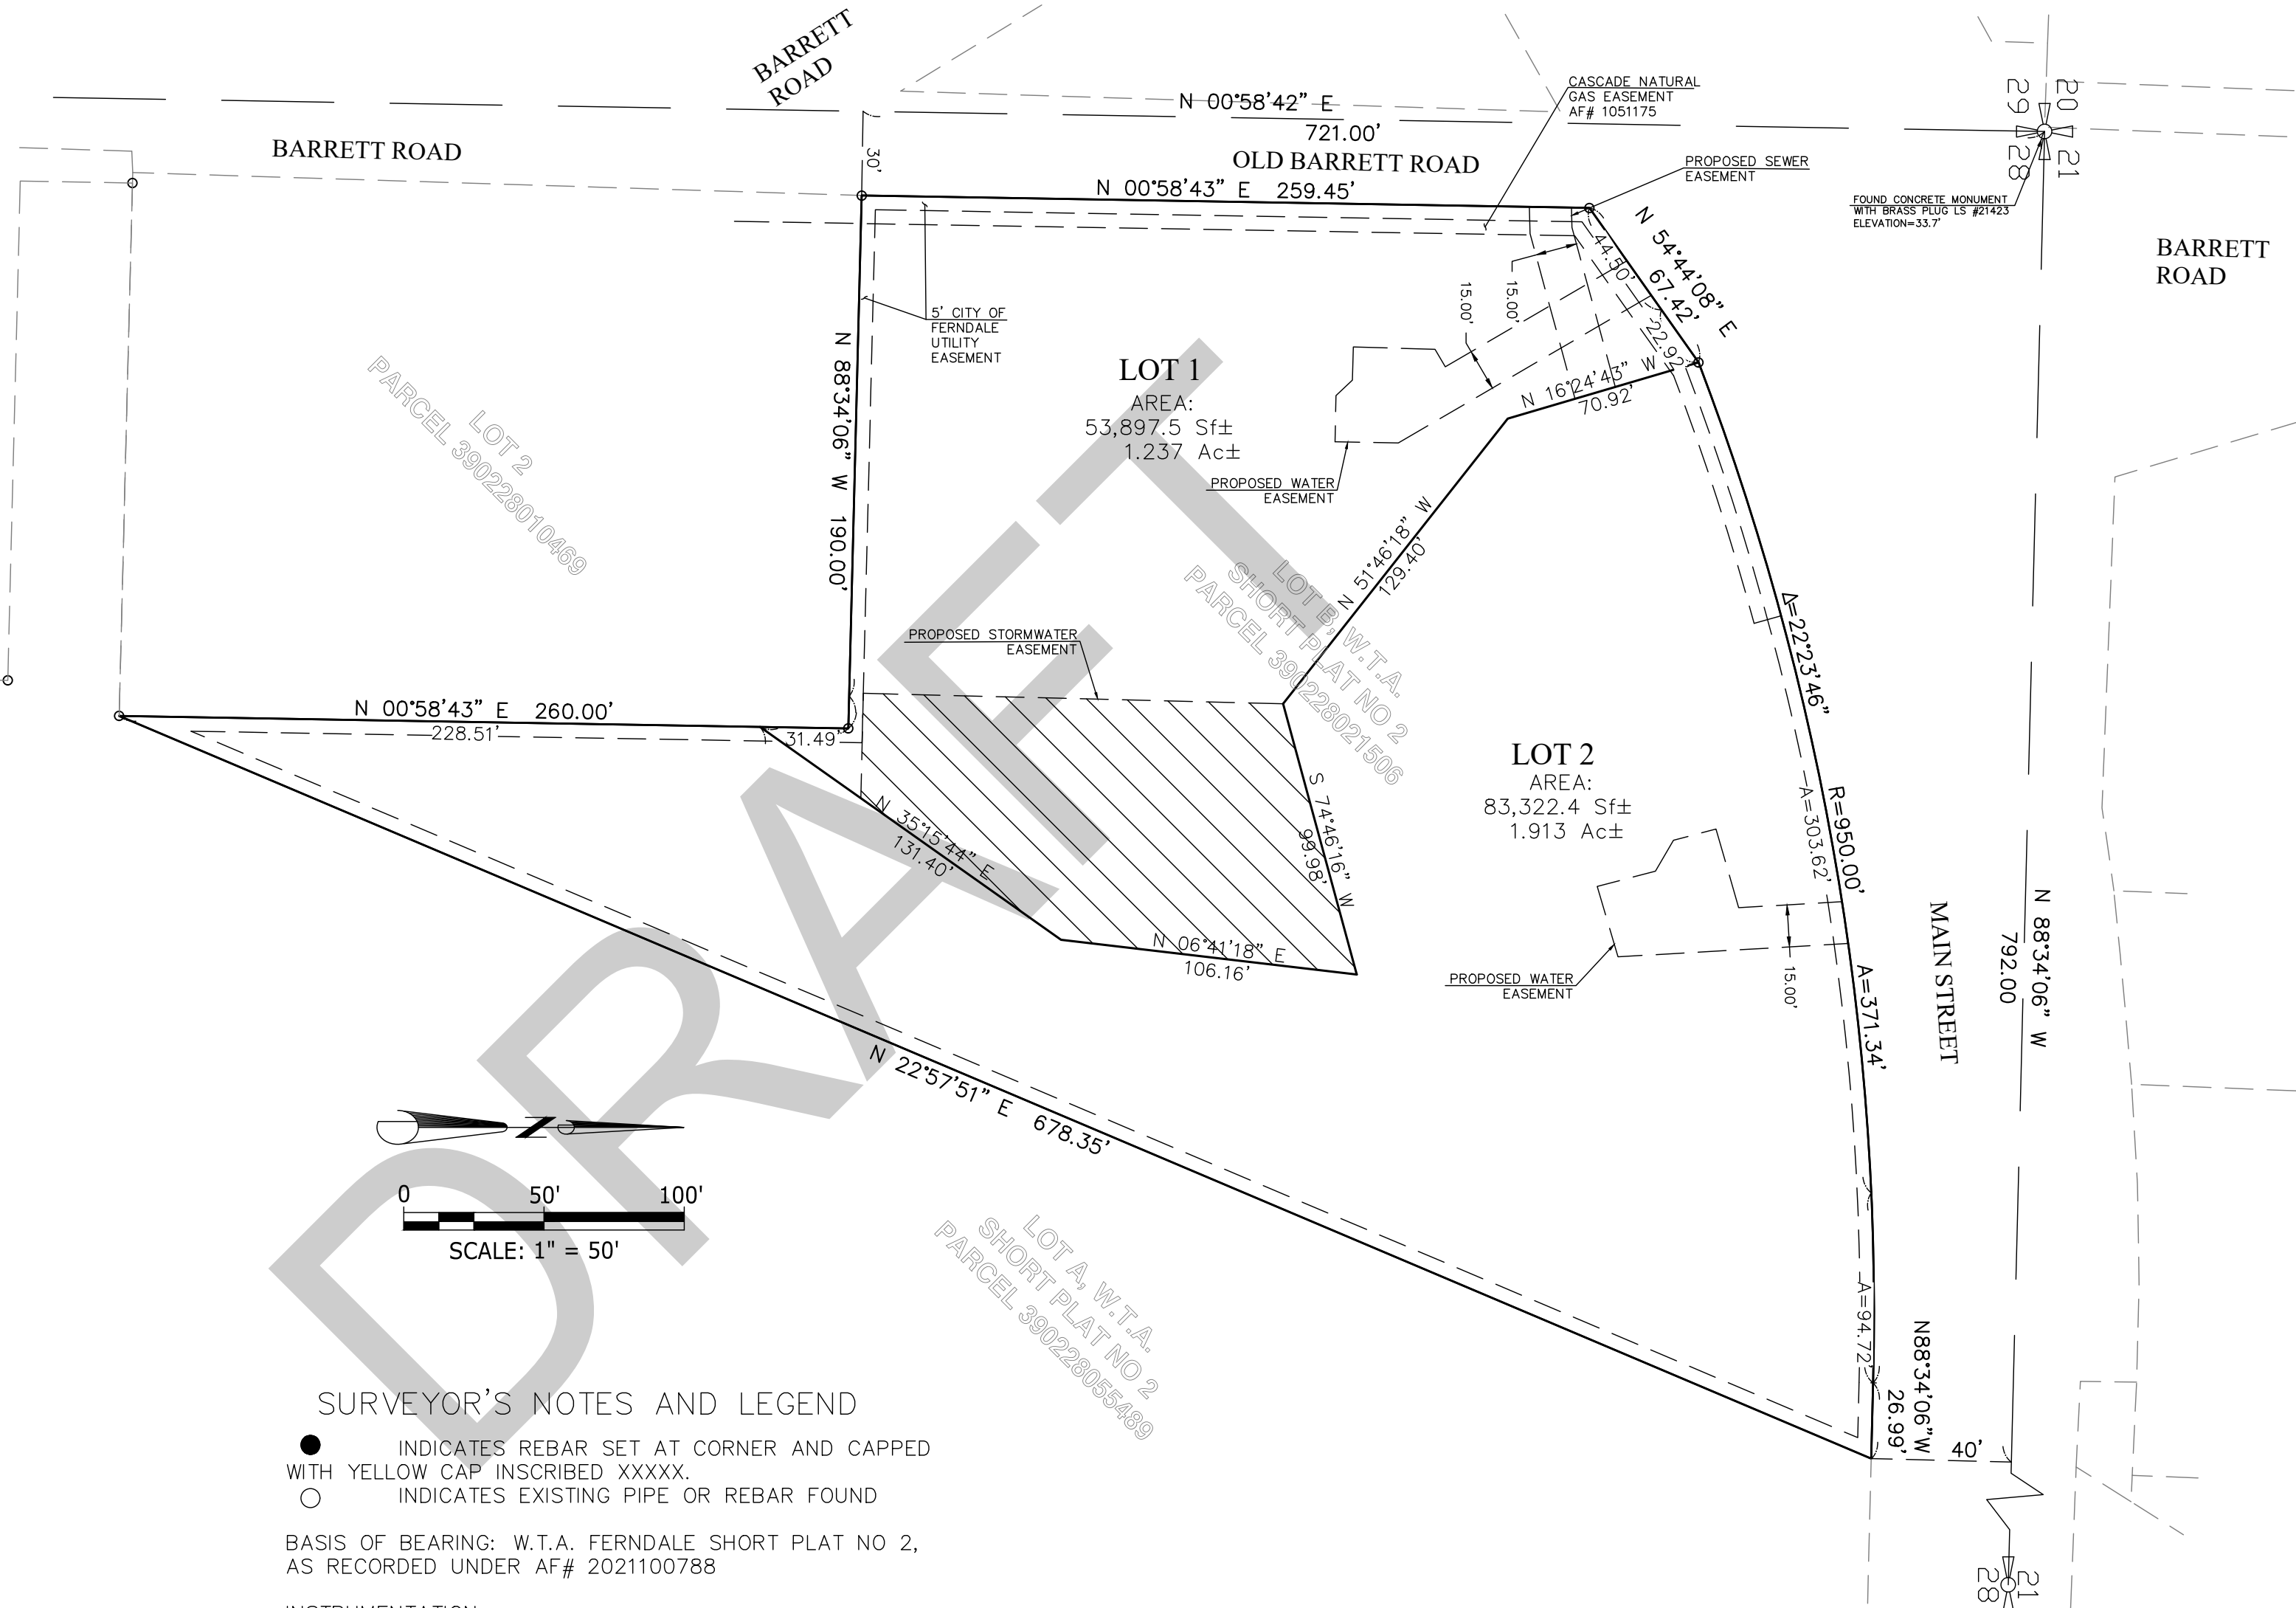 BARRETT
ROAD
N 00°58'42" E
721.00'
CASCADE NATURAL
GAS EASEMENT
AF# 1051175
29 20
28 21
BARRETT ROAD
30'
OLD BARRETT ROAD
N 00°58'43" E 259.45'
PROPOSED SEWER
EASEMENT
FOUND CONCRETE MONUMENT
WITH BRASS PLUG LS #21423
ELEVATION=33.7'
BARRETT
ROAD
N 54°44'08" E
67.42'
44.50'
22.92'
15.00'
15.00'
5' CITY OF
FERNDALE
UTILITY
EASEMENT
N 88°34'06" W 190.00'
LOT 1
AREA:
53,897.5 Sf±
1.237 Ac±
N 16°24'43" W
70.92'
PROPOSED WATER
EASEMENT
LOT 2
PARCEL 390228010469
N 51°46'18" W
129.40'
LOT B, W.T.A.
SHORT PLAT NO 2
PARCEL 390228021506
PROPOSED STORMWATER
EASEMENT
Δ=22°23'46"
R=950.00'
A=371.34'
A=303.62'
N 00°58'43" E 260.00'
228.51'
31.49'
LOT 2
AREA:
83,322.4 Sf±
1.913 Ac±
S 74°46'16" W
99.98'
N 35°15'44" E
131.40'
N 06°41'18" E
106.16'
PROPOSED WATER
EASEMENT
15.00'
MAIN STREET
N 88°34'06" W
792.00
N 22°57'51" E 678.35'
DRAFT
0 50' 100'
SCALE: 1" = 50'
LOT A, W.T.A.
SHORT PLAT NO 2
PARCEL 390228055489
A=94.72'
N88°34'06"W
26.99'
40'
28 21
SURVEYOR'S NOTES AND LEGEND
INDICATES REBAR SET AT CORNER AND CAPPED
WITH YELLOW CAP INSCRIBED XXXXX.
INDICATES EXISTING PIPE OR REBAR FOUND
BASIS OF BEARING: W.T.A. FERNDALE SHORT PLAT NO 2,
AS RECORDED UNDER AF# 2021100788